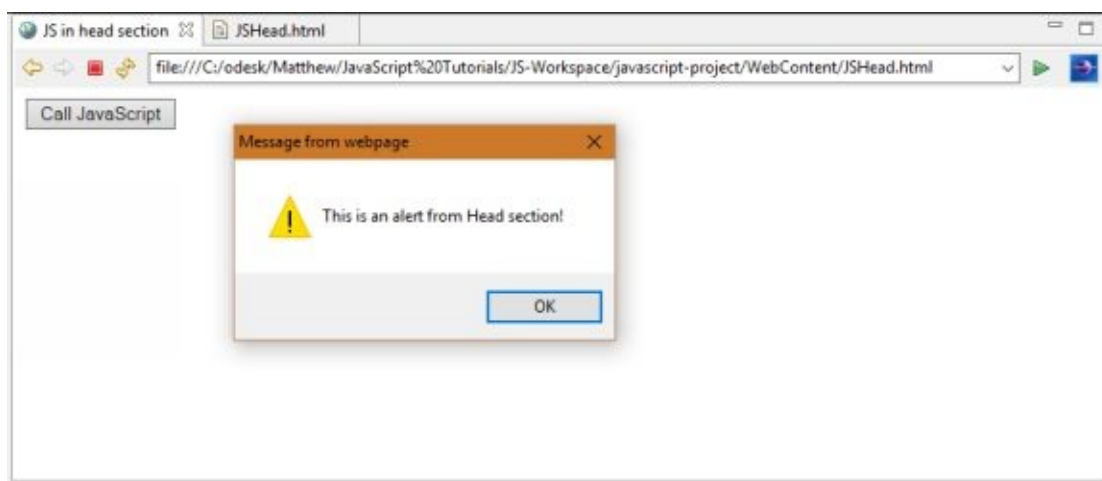 JS in head section JSHead.html
file:///C:/odesk/Matthew/JavaScript%20Tutorials/JS-Workspace/javascript-project/WebContent/JSHead.html
Call JavaScript
Message from webpage
This is an alert from Head section!
OK